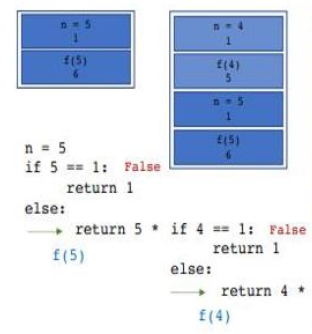 n = 5
1
f(5)
6
n = 4
1
f(4)
5
n = 5
1
f(5)
6
n = 5
if 5 == 1: False
return 1
else:
return 5 *
f(5)
if 4 == 1: False
return 1
else:
return 4 *
f(4)